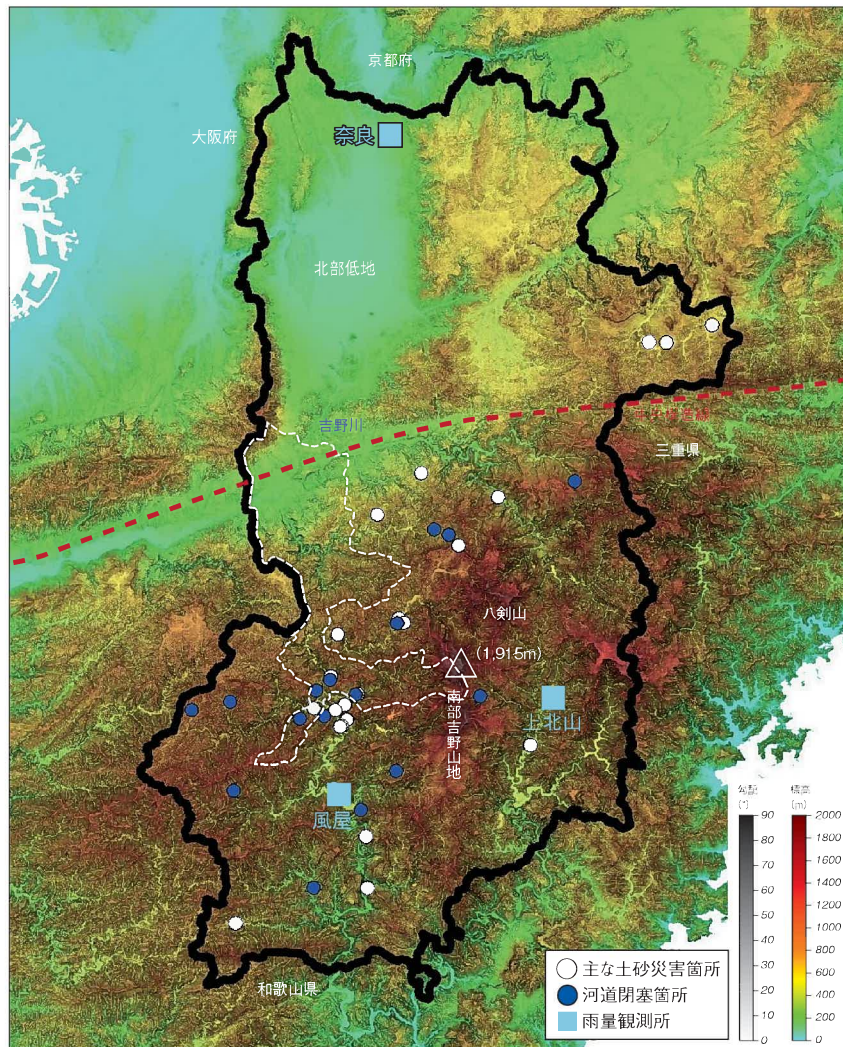 京都府
大阪府
奈良
北部低地
吉野川
三重県
八剣山
(1,915m)
南部吉野山地
上北山
風屋
和歌山県
勾配
(°)
90
80
70
60
50
40
30
20
10
0
標高
(m)
2000
1800
1600
1400
1200
1000
800
600
400
200
0
主な土砂災害箇所
河道閉塞箇所
雨量観測所